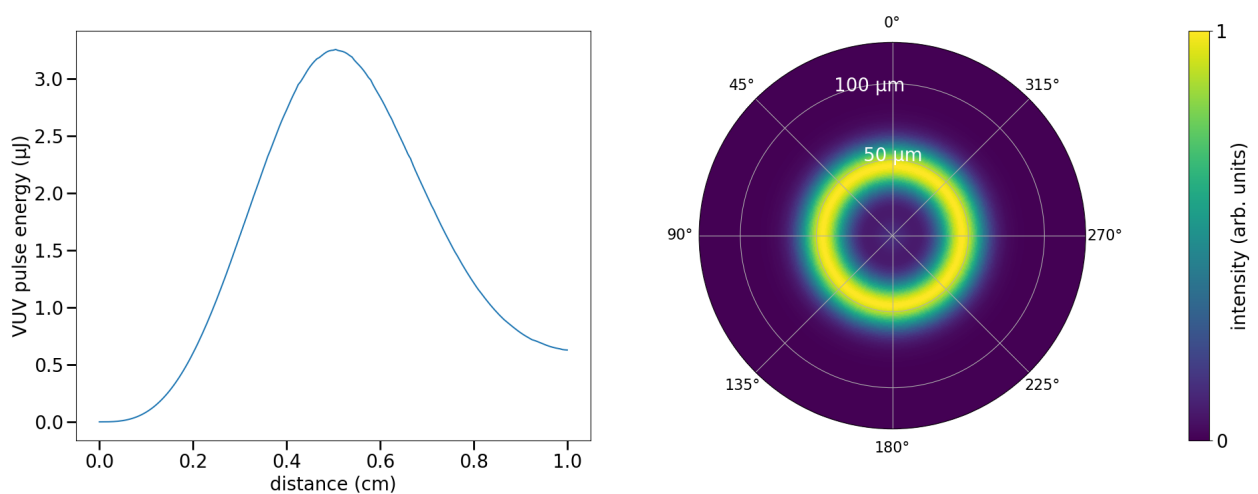 VUV pulse energy (µJ)
3.0
2.5
2.0
1.5
1.0
0.5
0.0
0.0 0.2 0.4 0.6 0.8 1.0
distance (cm)
0°
45° 315°
100 µm
50 µm
90° 270°
135° 225°
180°
1
0
intensity (arb. units)